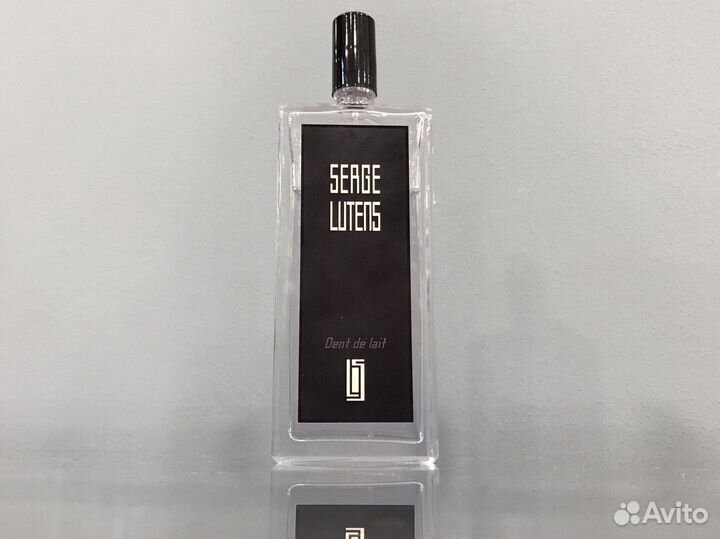 SERGE
LUTENS
Dent de lait
Avito